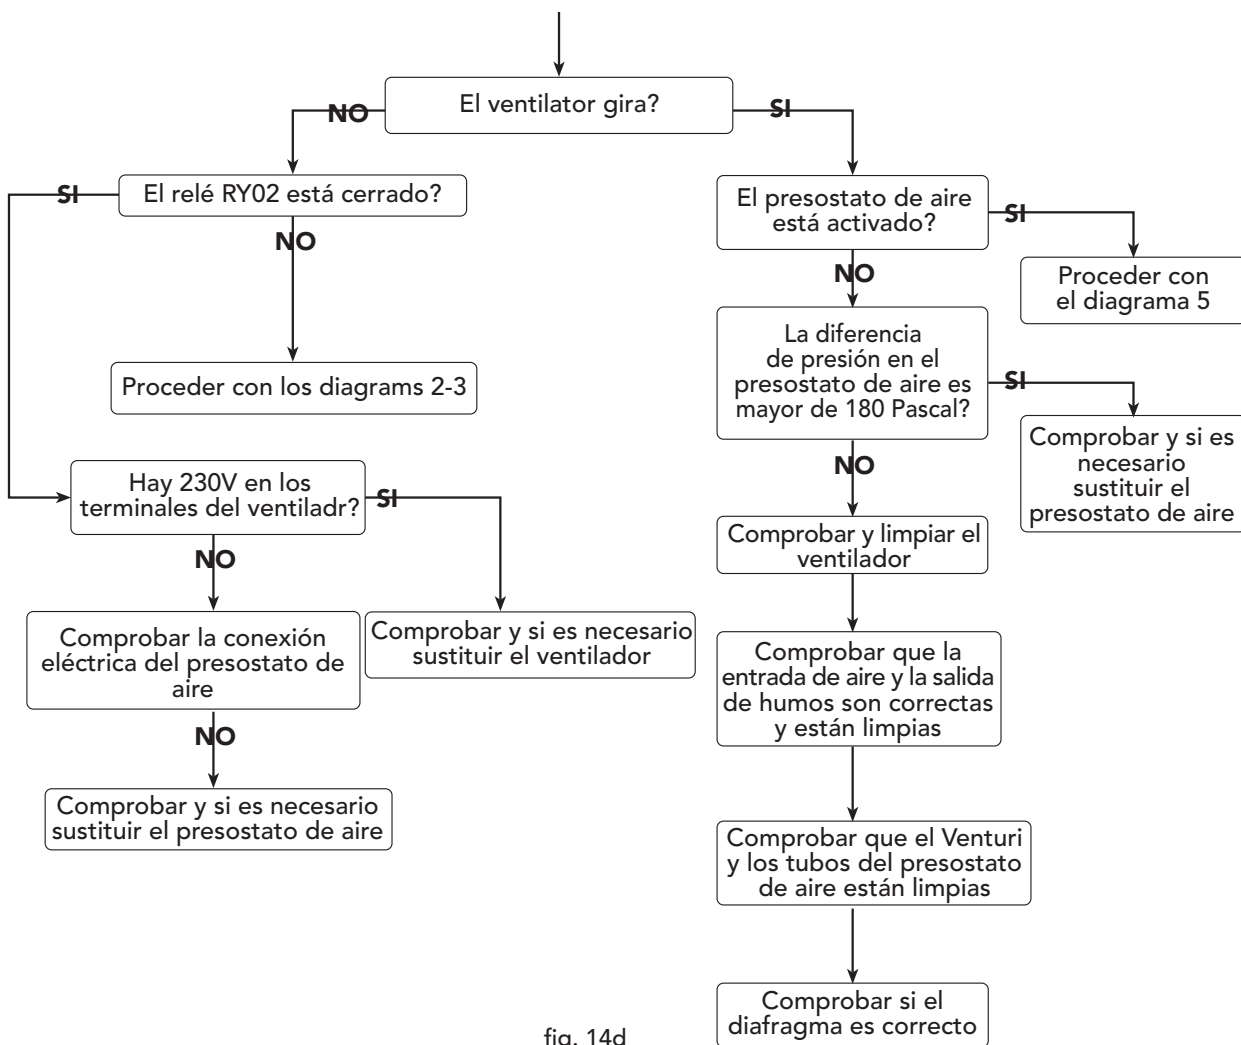 El ventilator gira?
NO
SI
El relé RY02 está cerrado?
SI
NO
Proceder con los diagrams 2-3
Hay 230V en los
terminales del ventiladr?
SI
NO
Comprobar la conexión
eléctrica del presostato de
aire
Comprobar y si es necesario
sustituir el ventilador
NO
Comprobar y si es necesario
sustituir el presostato de aire
El presostato de aire
está activado?
SI
NO
Proceder con
el diagrama 5
La diferencia
de presión en el
presostato de aire es
mayor de 180 Pascal?
SI
NO
Comprobar y si es
necesario
sustituir el
presostato de aire
Comprobar y limpiar el
ventilador
Comprobar que la
entrada de aire y la salida
de humos son correctas
y están limpias
Comprobar que el Venturi
y los tubos del presostato
de aire están limpias
Comprobar si el
diafragma es correcto
fig. 14d